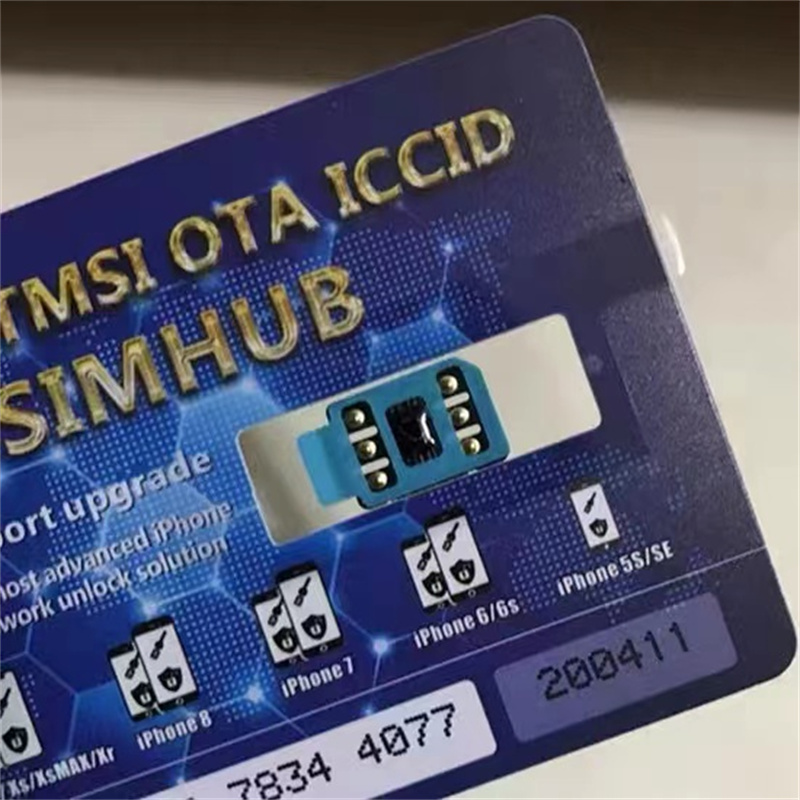 TMSI OTA ICCID
SIMHUB
ort upgrade
most advanced iPhone
work unlock solution
iPhone 5S/SE
iPhone 6/6s
iPhone 7
iPhone 8
/Xs/XsMAX/Xr
7834 4077
200411